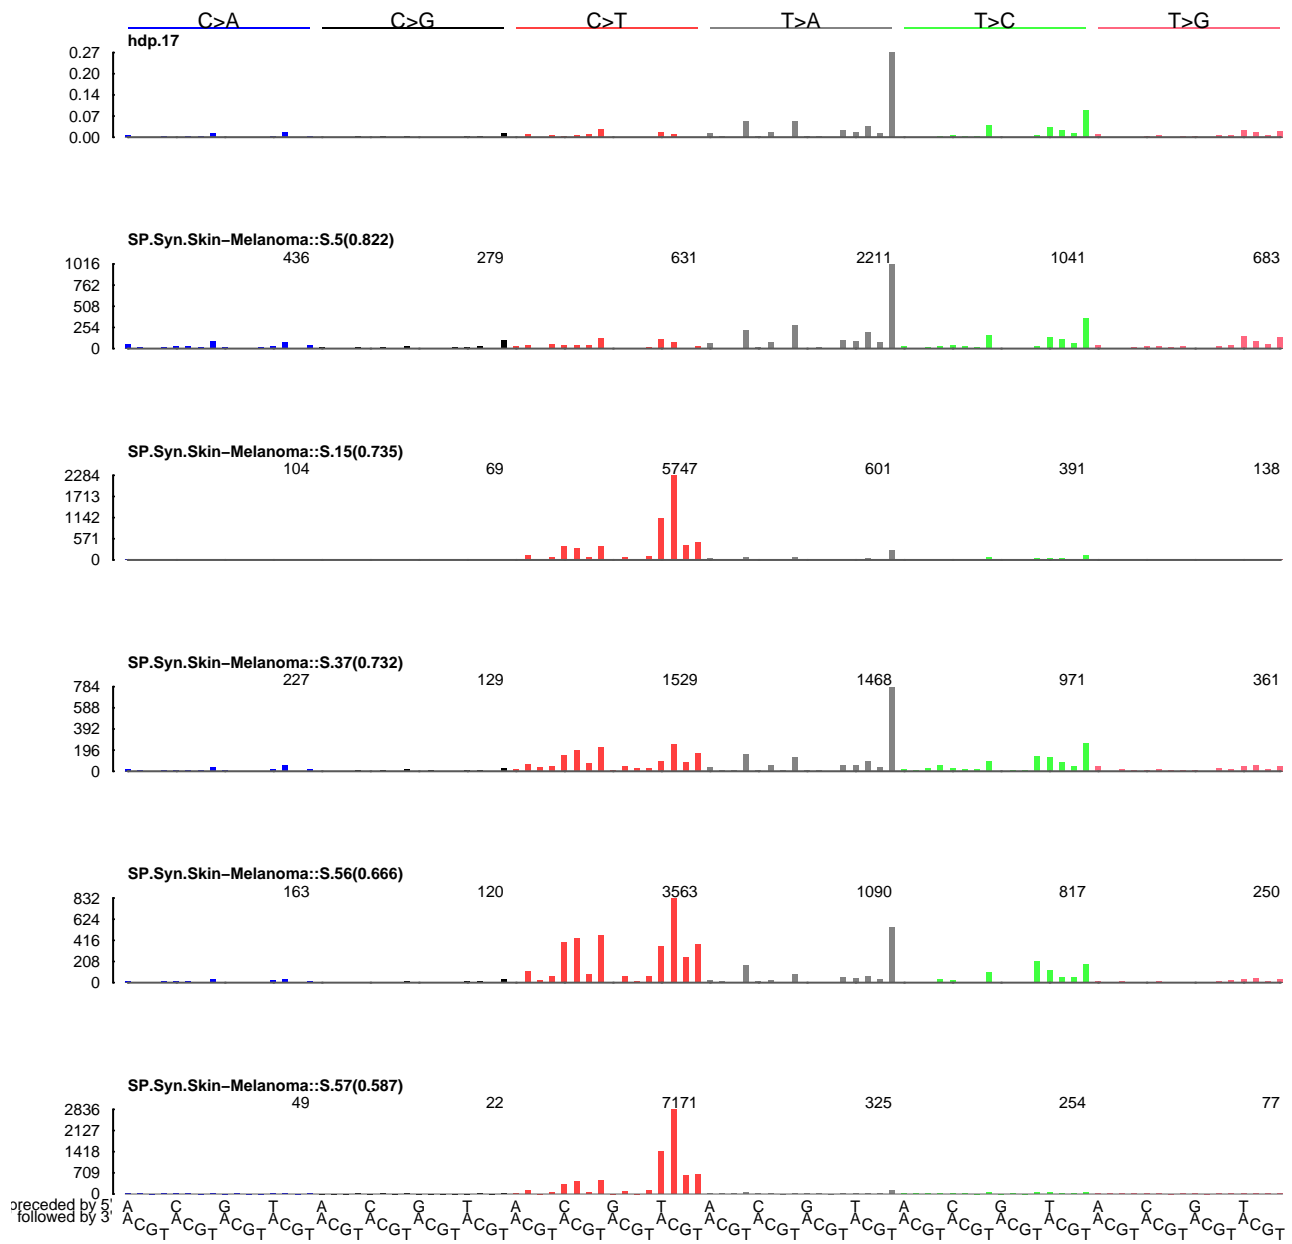 C>A C>G C>T T>A T>C T>G
hdp.17
0.27
0.20
0.14
0.07
0.00
SP.Syn.Skin−Melanoma::S.5(0.822)
436 279 631 2211 1041 683
1016
762
508
254
0
SP.Syn.Skin−Melanoma::S.15(0.735)
104 69 5747 601 391 138
2284
1713
1142
571
0
SP.Syn.Skin−Melanoma::S.37(0.732)
227 129 1529 1468 971 361
784
588
392
196
0
SP.Syn.Skin−Melanoma::S.56(0.666)
163 120 3563 1090 817 250
832
624
416
208
0
SP.Syn.Skin−Melanoma::S.57(0.587)
49 22 7171 325 254 77
2836
2127
1418
709
0
preceded by 5' A C G T A C G T A C G T A C G T A C G T A C G T
followed by 3' ACGT ACGT ACGT ACGT ACGT ACGT ACGT ACGT ACGT ACGT ACGT ACGT ACGT ACGT ACGT ACGT ACGT ACGT ACGT ACGT ACGT ACGT ACGT ACGT